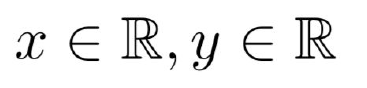 x ∈ ℝ, y ∈ ℝ